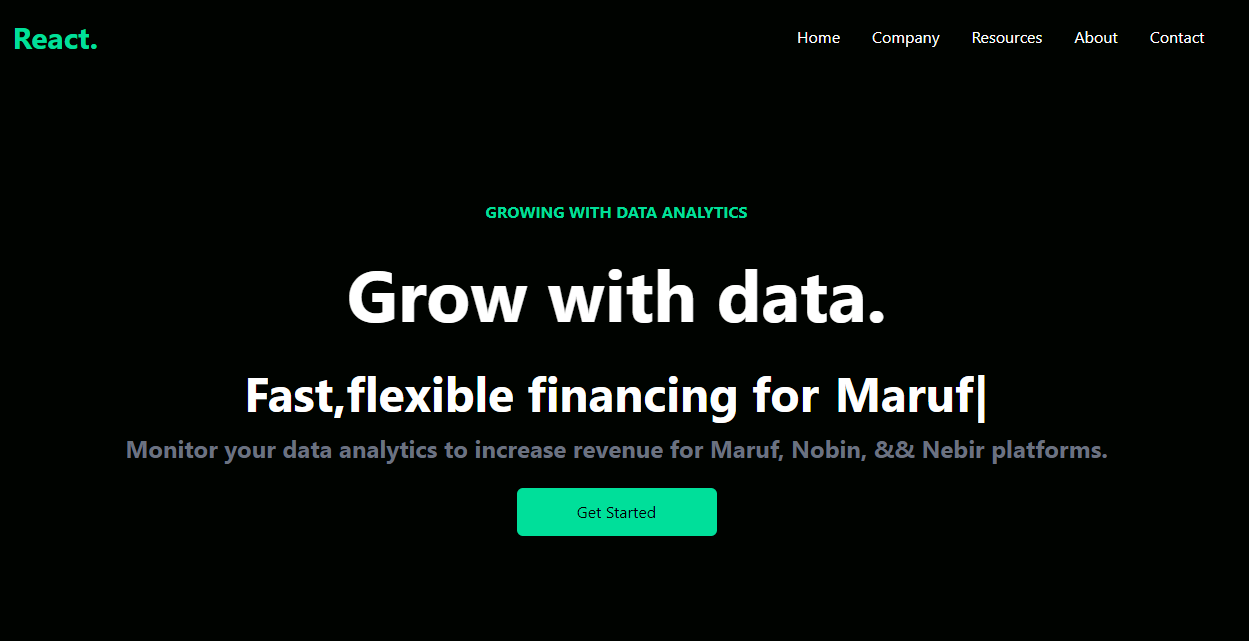 React.
Home Company Resources About Contact
GROWING WITH DATA ANALYTICS
Grow with data.
Fast,flexible financing for Maruf|
Monitor your data analytics to increase revenue for Maruf, Nobin, && Nebir platforms.
Get Started